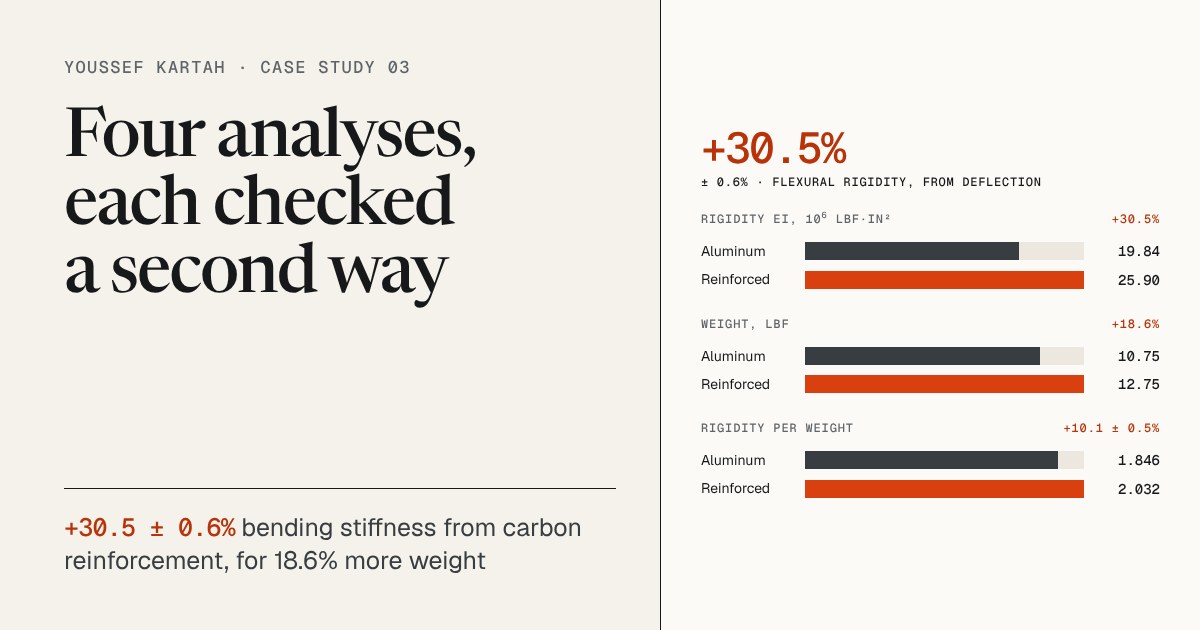 YOUSSEF KARTAH · CASE STUDY 03
Four analyses,
each checked
a second way
+30.5 ± 0.6% bending stiffness from carbon
reinforcement, for 18.6% more weight
+30.5%
± 0.6% · FLEXURAL RIGIDITY, FROM DEFLECTION
RIGIDITY EI, 10⁶ LBF·IN² +30.5%
Aluminum 19.84
Reinforced 25.90
WEIGHT, LBF +18.6%
Aluminum 10.75
Reinforced 12.75
RIGIDITY PER WEIGHT +10.1 ± 0.5%
Aluminum 1.846
Reinforced 2.032